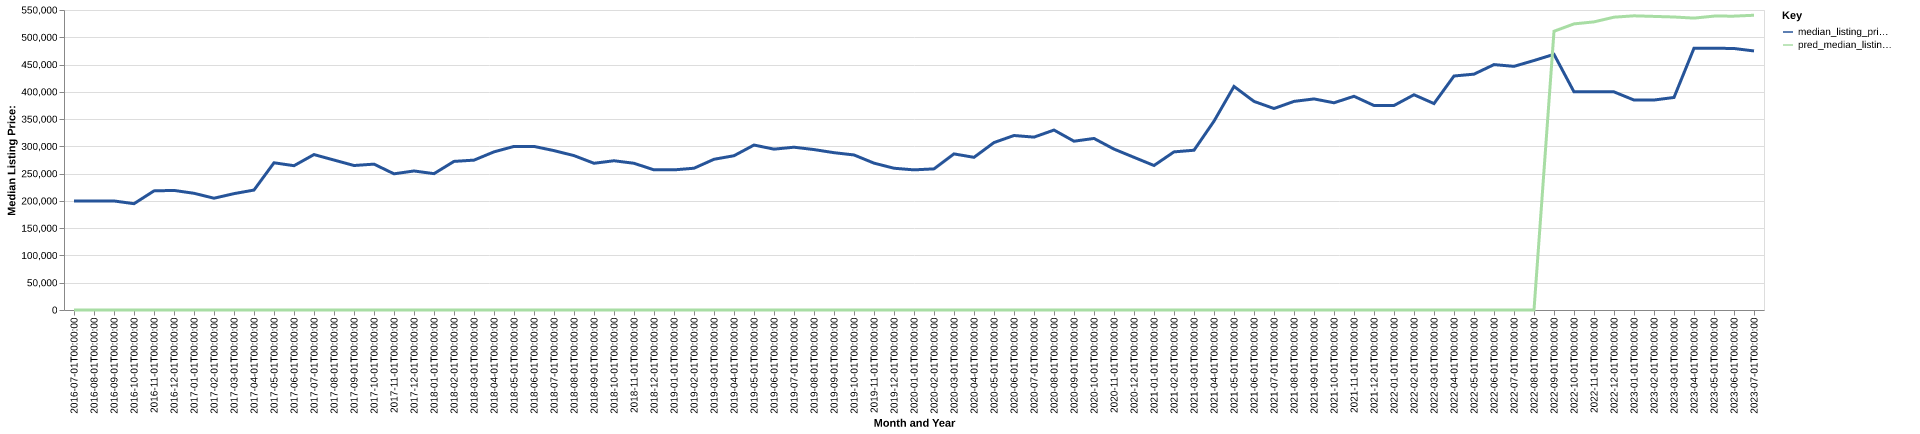 550,000
500,000
450,000
400,000
350,000
300,000
250,000
200,000
150,000
100,000
50,000
0
Median Listing Price:
2016-07-01T00:00:00
2016-08-01T00:00:00
2016-09-01T00:00:00
2016-10-01T00:00:00
2016-11-01T00:00:00
2016-12-01T00:00:00
2017-01-01T00:00:00
2017-02-01T00:00:00
2017-03-01T00:00:00
2017-04-01T00:00:00
2017-05-01T00:00:00
2017-06-01T00:00:00
2017-07-01T00:00:00
2017-08-01T00:00:00
2017-09-01T00:00:00
2017-10-01T00:00:00
2017-11-01T00:00:00
2017-12-01T00:00:00
2018-01-01T00:00:00
2018-02-01T00:00:00
2018-03-01T00:00:00
2018-04-01T00:00:00
2018-05-01T00:00:00
2018-06-01T00:00:00
2018-07-01T00:00:00
2018-08-01T00:00:00
2018-09-01T00:00:00
2018-10-01T00:00:00
2018-11-01T00:00:00
2018-12-01T00:00:00
2019-01-01T00:00:00
2019-02-01T00:00:00
2019-03-01T00:00:00
2019-04-01T00:00:00
2019-05-01T00:00:00
2019-06-01T00:00:00
2019-07-01T00:00:00
2019-08-01T00:00:00
2019-09-01T00:00:00
2019-10-01T00:00:00
2019-11-01T00:00:00
2019-12-01T00:00:00
2020-01-01T00:00:00
2020-02-01T00:00:00
2020-03-01T00:00:00
2020-04-01T00:00:00
2020-05-01T00:00:00
2020-06-01T00:00:00
2020-07-01T00:00:00
2020-08-01T00:00:00
2020-09-01T00:00:00
2020-10-01T00:00:00
2020-11-01T00:00:00
2020-12-01T00:00:00
2021-01-01T00:00:00
2021-02-01T00:00:00
2021-03-01T00:00:00
2021-04-01T00:00:00
2021-05-01T00:00:00
2021-06-01T00:00:00
2021-07-01T00:00:00
2021-08-01T00:00:00
2021-09-01T00:00:00
2021-10-01T00:00:00
2021-11-01T00:00:00
2021-12-01T00:00:00
2022-01-01T00:00:00
2022-02-01T00:00:00
2022-03-01T00:00:00
2022-04-01T00:00:00
2022-05-01T00:00:00
2022-06-01T00:00:00
2022-07-01T00:00:00
2022-08-01T00:00:00
2022-09-01T00:00:00
2022-10-01T00:00:00
2022-11-01T00:00:00
2022-12-01T00:00:00
2023-01-01T00:00:00
2023-02-01T00:00:00
2023-03-01T00:00:00
2023-04-01T00:00:00
2023-05-01T00:00:00
2023-06-01T00:00:00
2023-07-01T00:00:00
Month and Year
Key
median_listing_pri…
pred_median_listin…